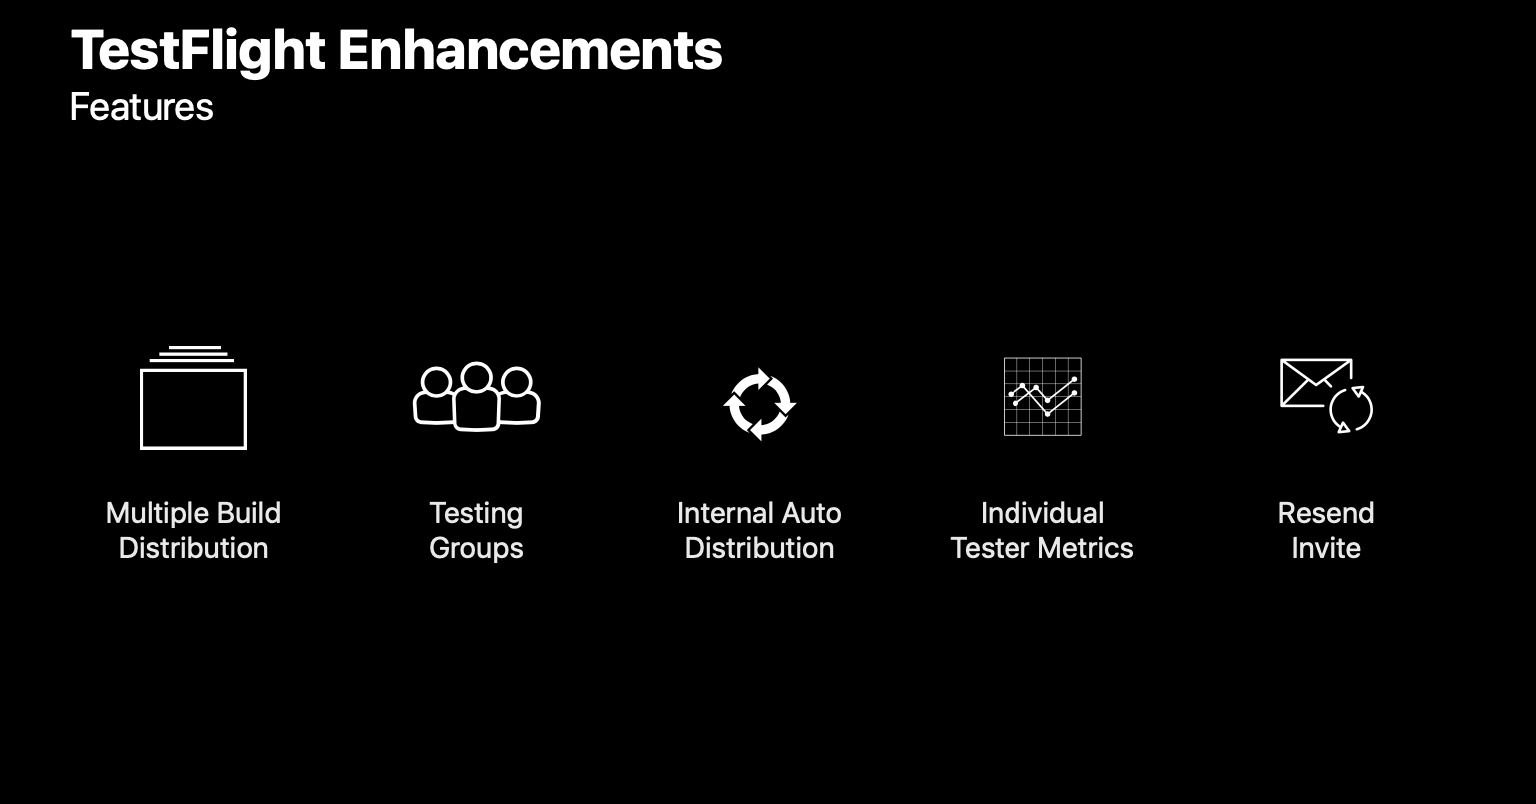 TestFlight Enhancements
Features
Multiple Build
Distribution
Testing
Groups
Internal Auto
Distribution
Individual
Tester Metrics
Resend
Invite